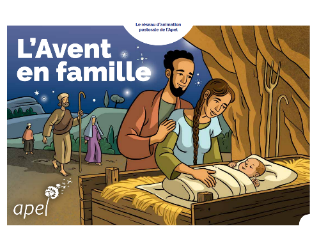 Le réseau d'animation
pastorale de l'Apel
L'Avent
en famille
apel